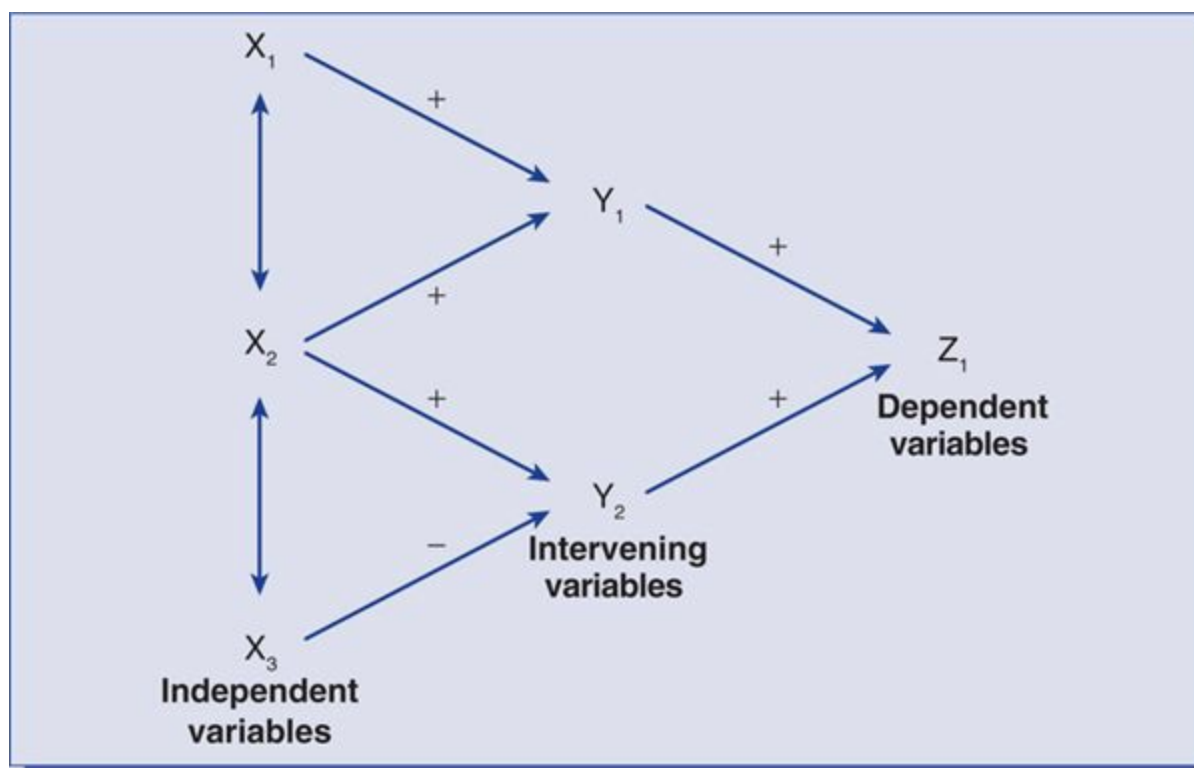 X₁
+
Y₁
+
+
X₂
Z₁
+
+
Dependent
variables
Y₂
−
Intervening
variables
X₃
Independent
variables